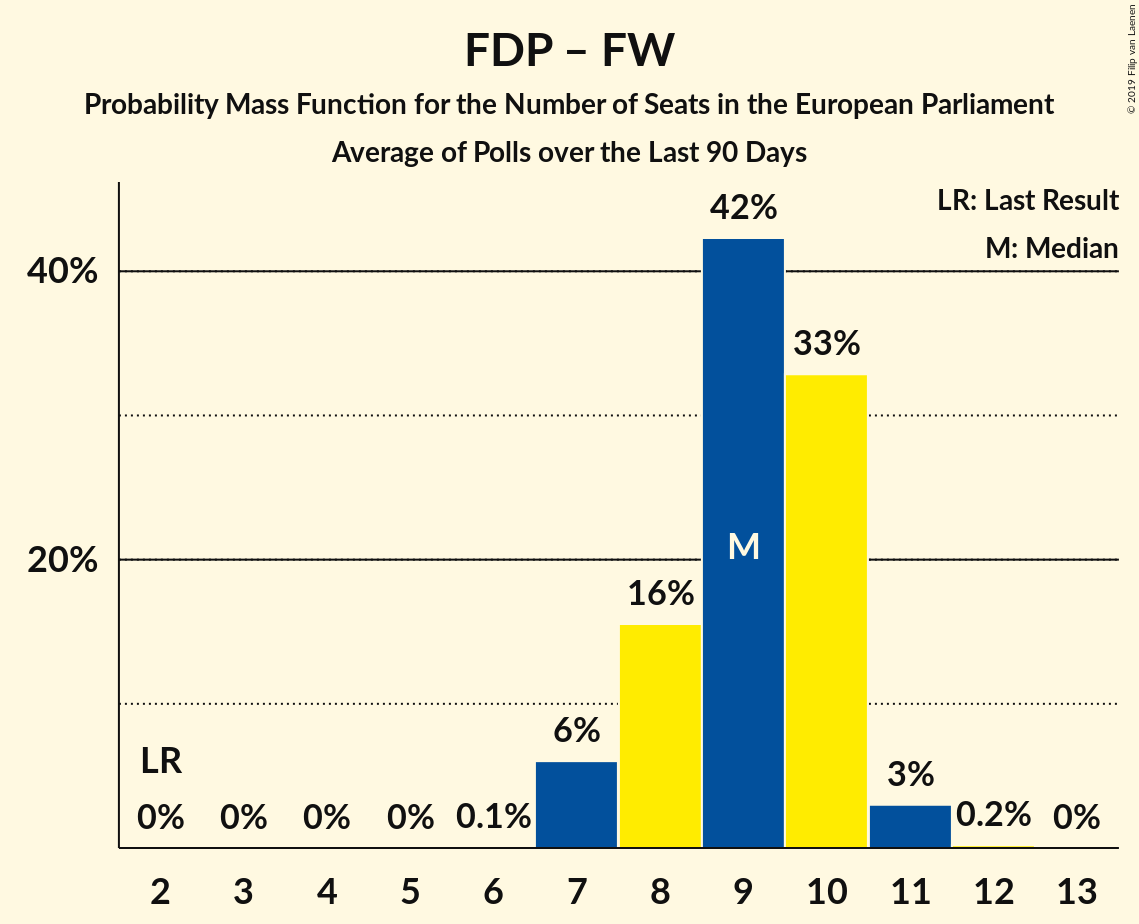 FDP – FW
Probability Mass Function for the Number of Seats in the European Parliament
Average of Polls over the Last 90 Days
© 2019 Filip van Laenen
LR: Last Result
M: Median
42%
40%
33%
20%
M
16%
6%
LR
3%
0%
0%
0%
0%
0.1%
0.2%
0%
2 3 4 5 6 7 8 9 10 11 12 13